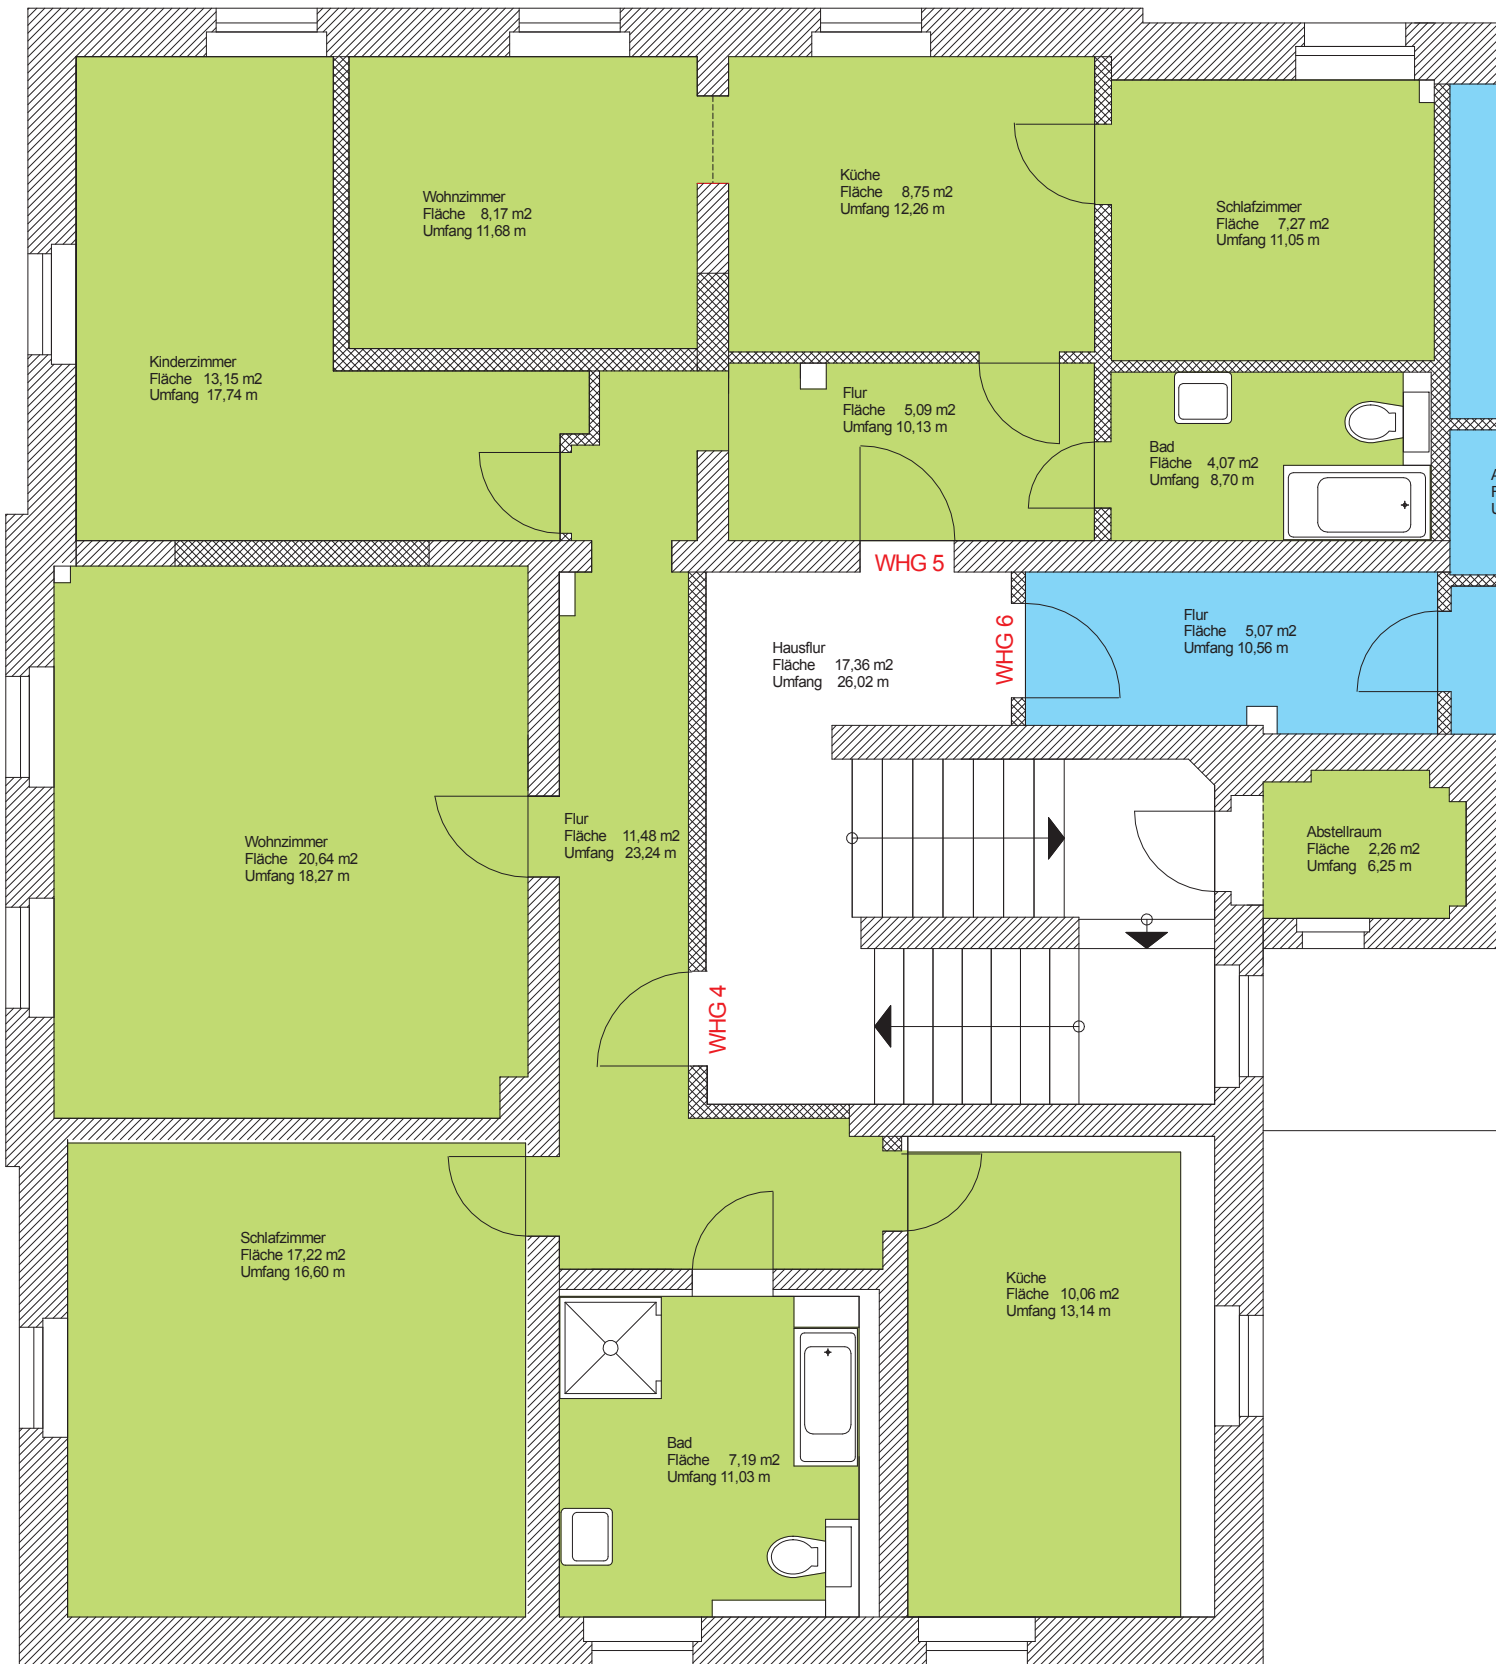 Wohnzimmer
Fläche 8,17 m2
Umfang 11,68 m
Küche
Fläche 8,75 m2
Umfang 12,26 m
Schlafzimmer
Fläche 7,27 m2
Umfang 11,05 m
Kinderzimmer
Fläche 13,15 m2
Umfang 17,74 m
Flur
Fläche 5,09 m2
Umfang 10,13 m
Bad
Fläche 4,07 m2
Umfang 8,70 m
WHG 5
Hausflur
Fläche 17,36 m2
Umfang 26,02 m
WHG 6
Flur
Fläche 5,07 m2
Umfang 10,56 m
Wohnzimmer
Fläche 20,64 m2
Umfang 18,27 m
Flur
Fläche 11,48 m2
Umfang 23,24 m
Abstellraum
Fläche 2,26 m2
Umfang 6,25 m
WHG 4
Schlafzimmer
Fläche 17,22 m2
Umfang 16,60 m
Küche
Fläche 10,06 m2
Umfang 13,14 m
Bad
Fläche 7,19 m2
Umfang 11,03 m